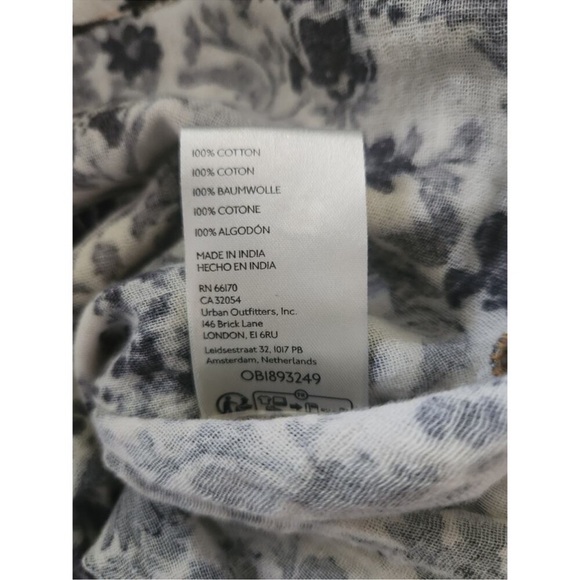 100% COTTON
100% COTON
100% BAUMWOLLE
100% COTONE
100% ALGODÓN
MADE IN INDIA
HECHO EN INDIA
RN 66170
CA 32054
Urban Outfitters, Inc.
146 Brick Lane
LONDON, E1 6RU
Leidsestraat 32, 1017 PB
Amsterdam, Netherlands
OB1893249
FR